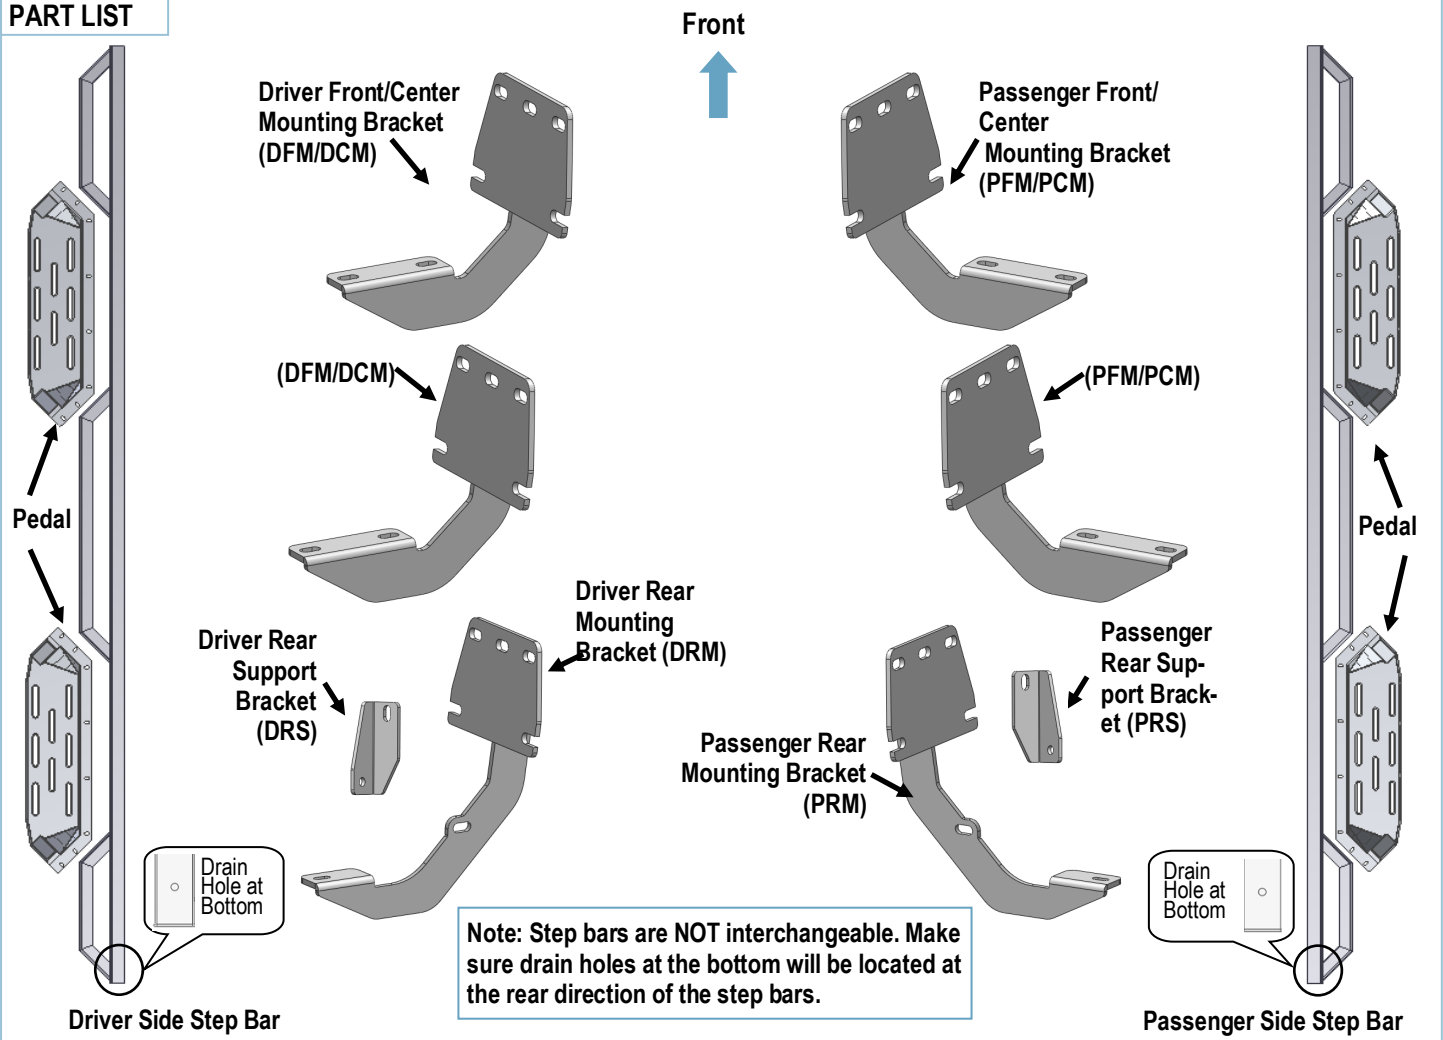 PART LIST
Front
Driver Front/Center
Mounting Bracket
(DFM/DCM)
Passenger Front/
Center
Mounting Bracket
(PFM/PCM)
(DFM/DCM)
(PFM/PCM)
Pedal
Pedal
Driver Rear
Mounting
Bracket (DRM)
Driver Rear
Support
Bracket
(DRS)
Passenger
Rear Sup-
port Brack-
et (PRS)
Passenger Rear
Mounting Bracket
(PRM)
Drain
Hole at
Bottom
Drain
Hole at
Bottom
Note: Step bars are NOT interchangeable. Make
sure drain holes at the bottom will be located at
the rear direction of the step bars.
Driver Side Step Bar
Passenger Side Step Bar